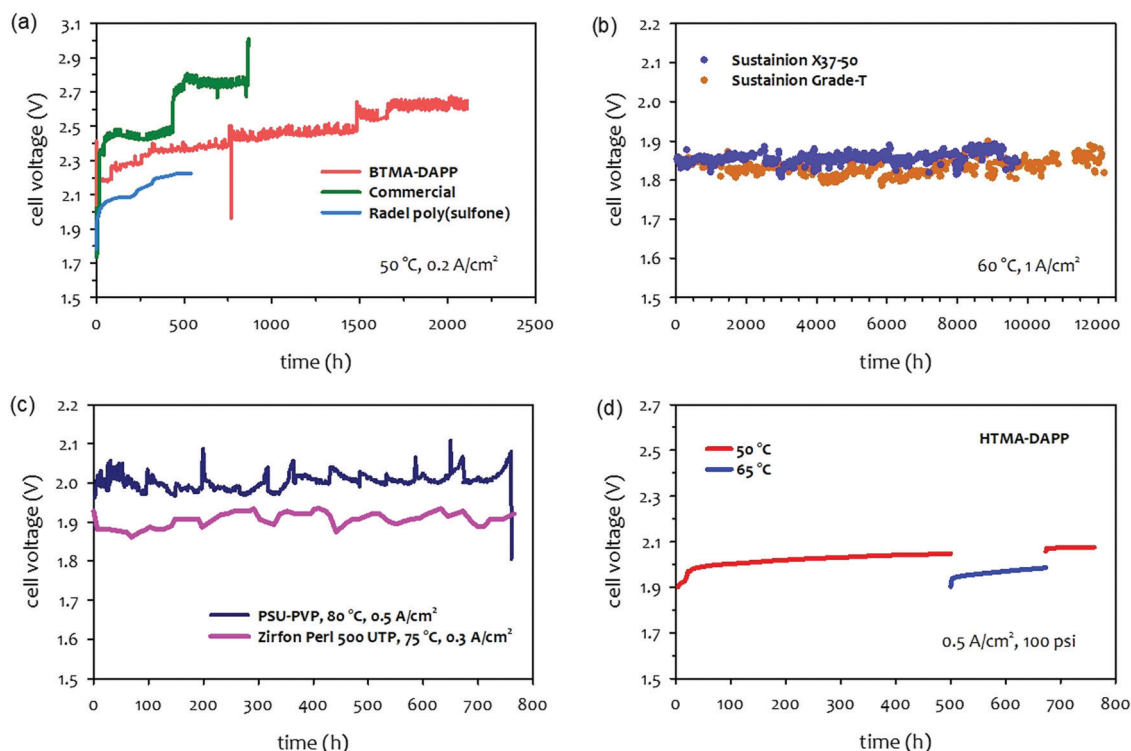 (a)
3.1
2.9
2.7
2.5
2.3
2.1
1.9
1.7
1.5
cell voltage (V)
BTMA-DAPP
Commercial
Radel poly(sulfone)
50 °C, 0.2 A/cm²
0
500
1000
1500
2000
2500
time (h)
(b)
2.2
2.1
2.0
1.9
1.8
1.7
1.6
1.5
cell voltage (V)
Sustainion X37-50
Sustainion Grade-T
60 °C, 1 A/cm²
0
2000
4000
6000
8000
10000
12000
time (h)
(c)
2.2
2.1
2.0
1.9
1.8
1.7
1.6
1.5
cell voltage (V)
PSU-PVP, 80 °C, 0.5 A/cm²
Zirfon Perl 500 UTP, 75 °C, 0.3 A/cm²
0
100
200
300
400
500
600
700
800
time (h)
(d)
2.7
2.5
2.3
2.1
1.9
1.7
1.5
cell voltage (V)
50 °C
65 °C
HTMA-DAPP
0.5 A/cm², 100 psi
0
100
200
300
400
500
600
700
800
time (h)